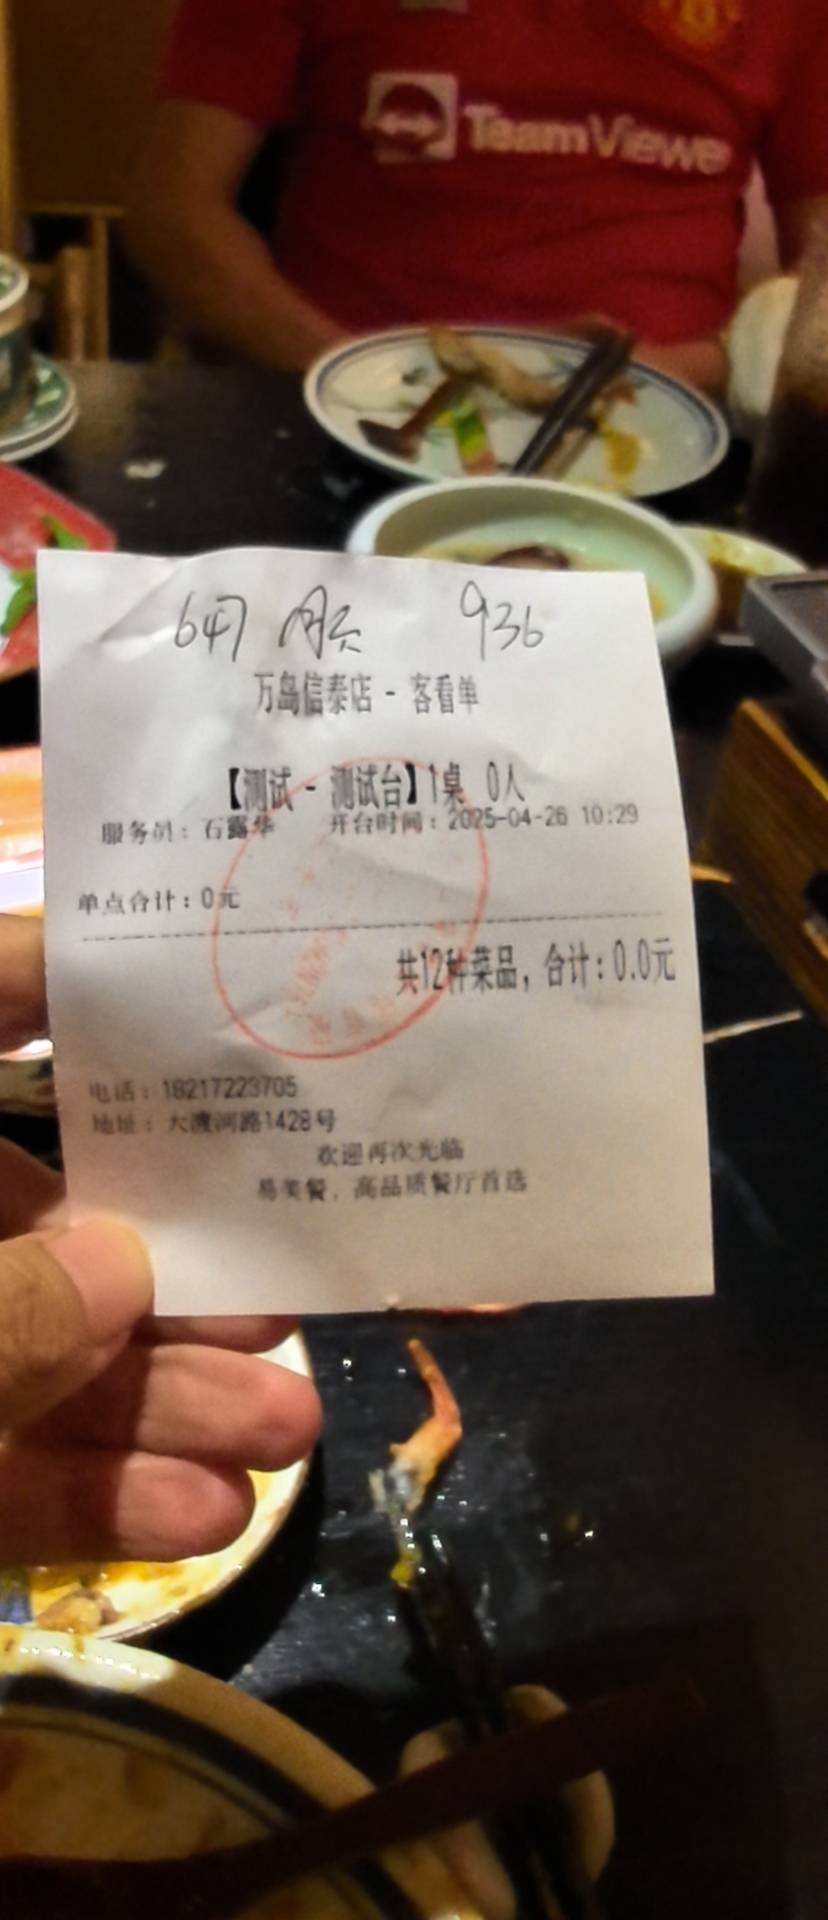 TeamViewer
647 936
万岛信泰店 - 客看单
【测试 - 测试台】1桌 0人
服务员：石露华 开台时间：2025-04-26 10:29
单点合计：0元
共12种菜品，合计：0.0元
电话：18217223705
地址：大渡河路1428号
欢迎再次光临
易美餐，高品质餐厅首选